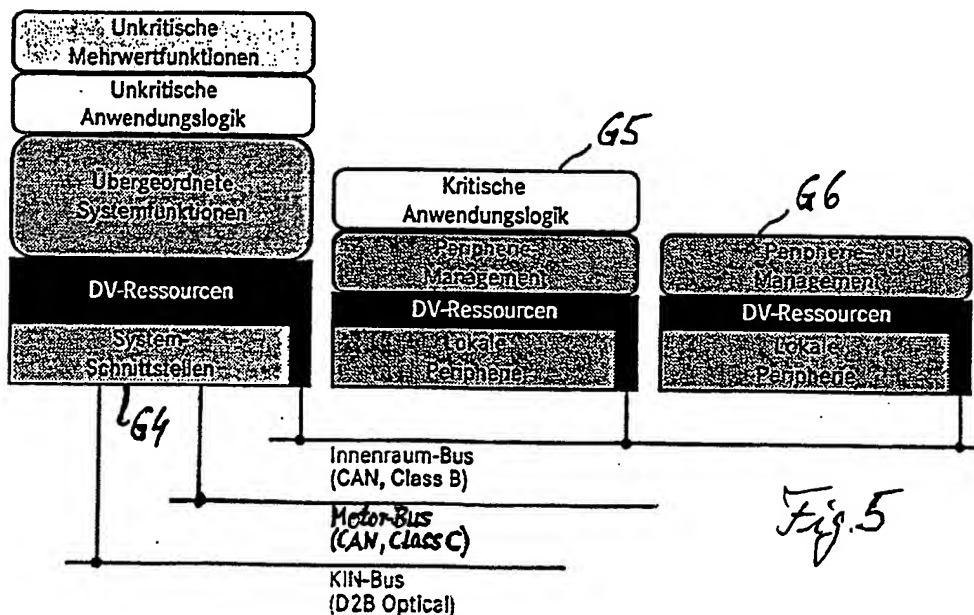 Unkritische
Mehrwertfunktionen
Unkritische
Anwendungslogik
Übergeordnete
Systemfunktionen
DV-Ressourcen
System-
Schnittstellen
G4
G5
Kritische
Anwendungslogik
Peripherie-
Management
DV-Ressourcen
Lokale
Peripherie
G6
Peripherie-
Management
DV-Ressourcen
Lokale
Peripherie
Innenraum-Bus
(CAN, Class B)
Motor-Bus
(CAN, Class C)
KIN-Bus
(D2B Optical)
Fig. 5